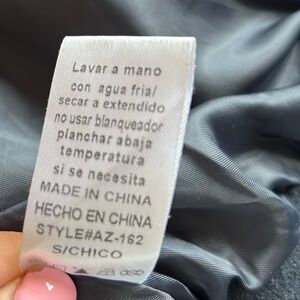 Lavar a mano
con agua fría/
secar a extendido
no usar blanqueador
planchar abaja
temperatura
si se necesita
MADE IN CHINA
HECHO EN CHINA
STYLE#AZ-162
S/CHICO